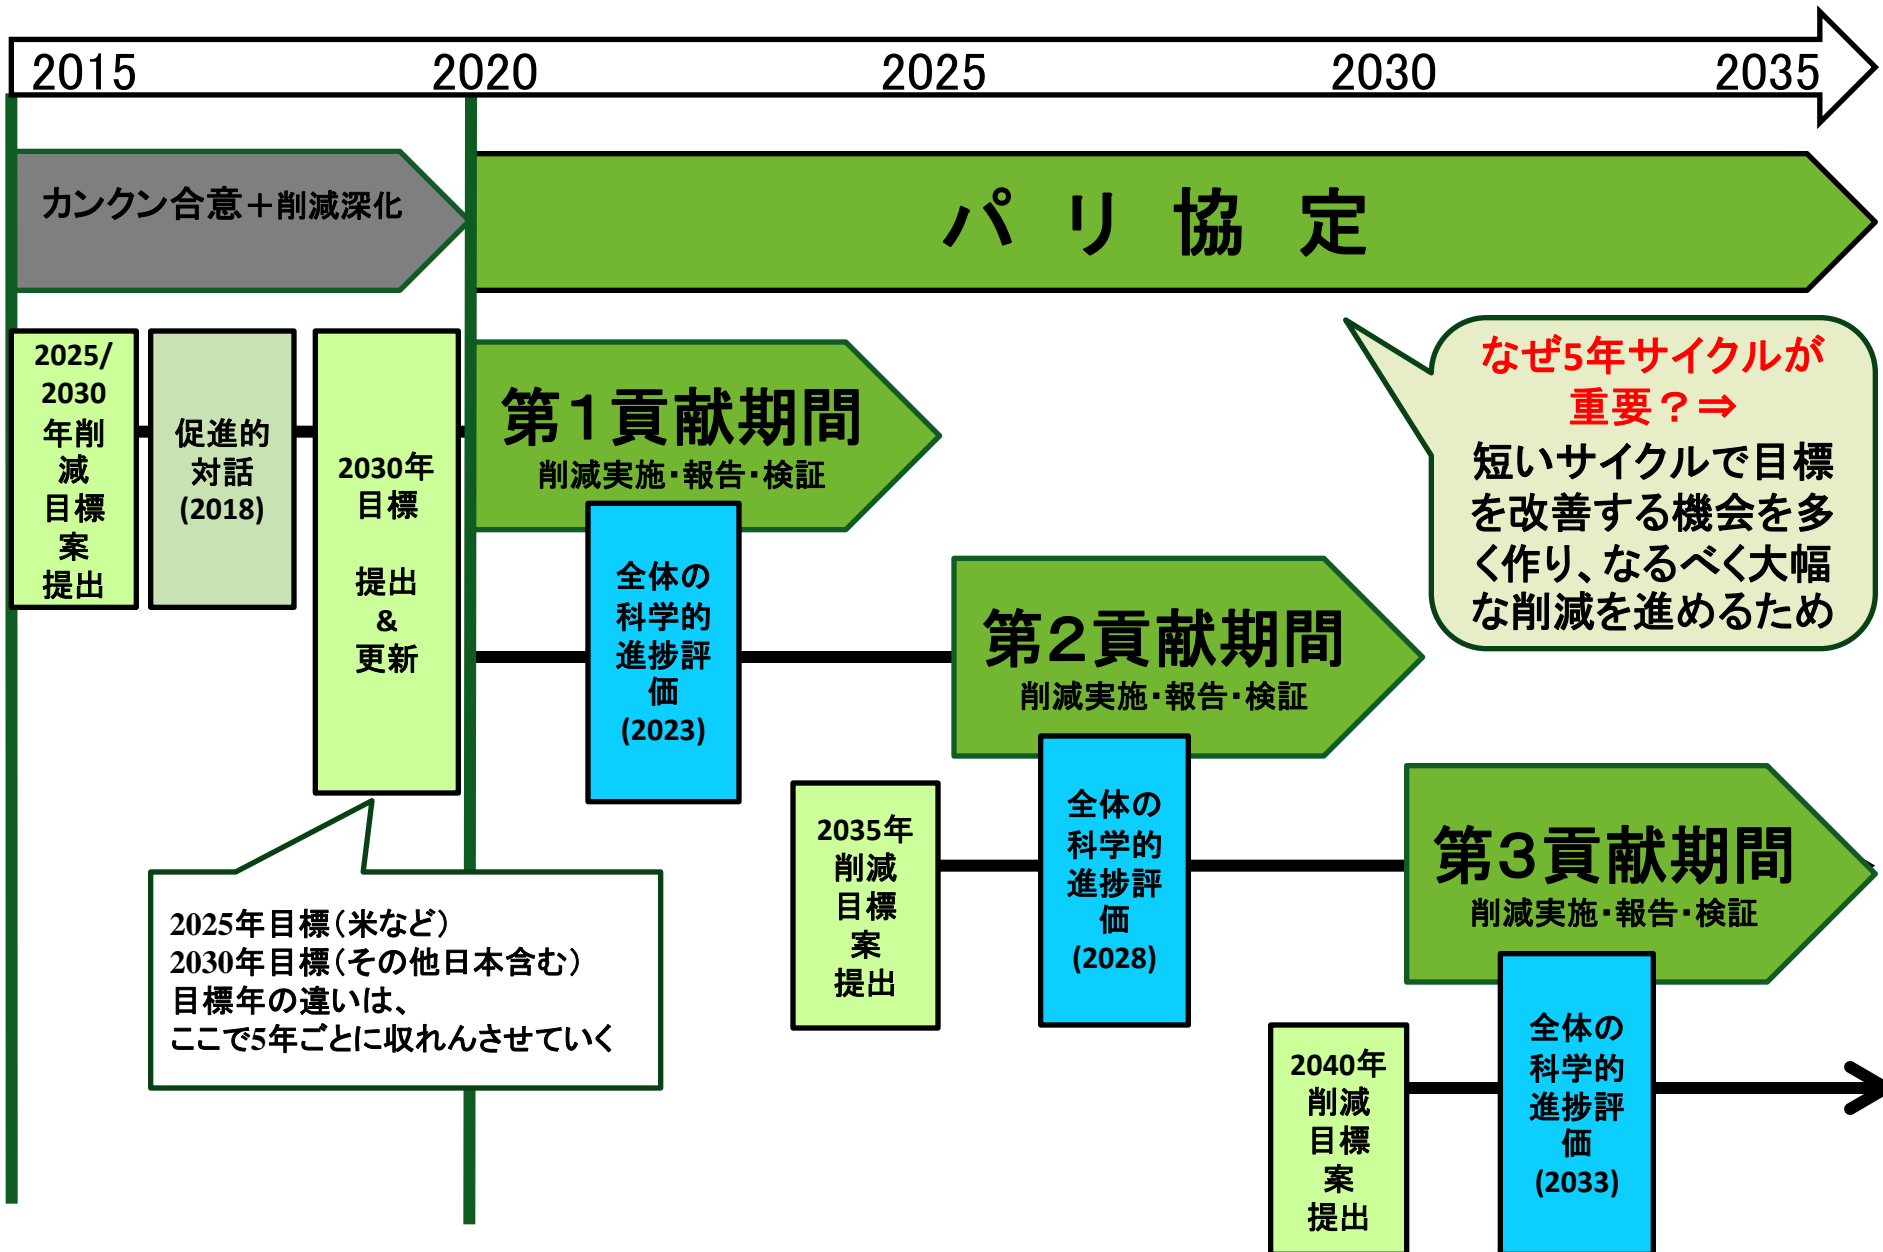 2015
2020
2025
2030
2035
カンクン合意＋削減深化
パリ協定
2025/
2030
年削
減
目標
案
提出
促進的
対話
(2018)
2030年
目標
提出
&
更新
第１貢献期間
削減実施・報告・検証
全体の
科学的
進捗評
価
(2023)
なぜ5年サイクルが
重要？⇒
短いサイクルで目標
を改善する機会を多
く作り、なるべく大幅
な削減を進めるため
第２貢献期間
削減実施・報告・検証
2035年
削減
目標
案
提出
全体の
科学的
進捗評
価
(2028)
第３貢献期間
削減実施・報告・検証
2025年目標（米など）
2030年目標（その他日本含む）
目標年の違いは、
ここで5年ごとに収れんさせていく
2040年
削減
目標
案
提出
全体の
科学的
進捗評
価
(2033)